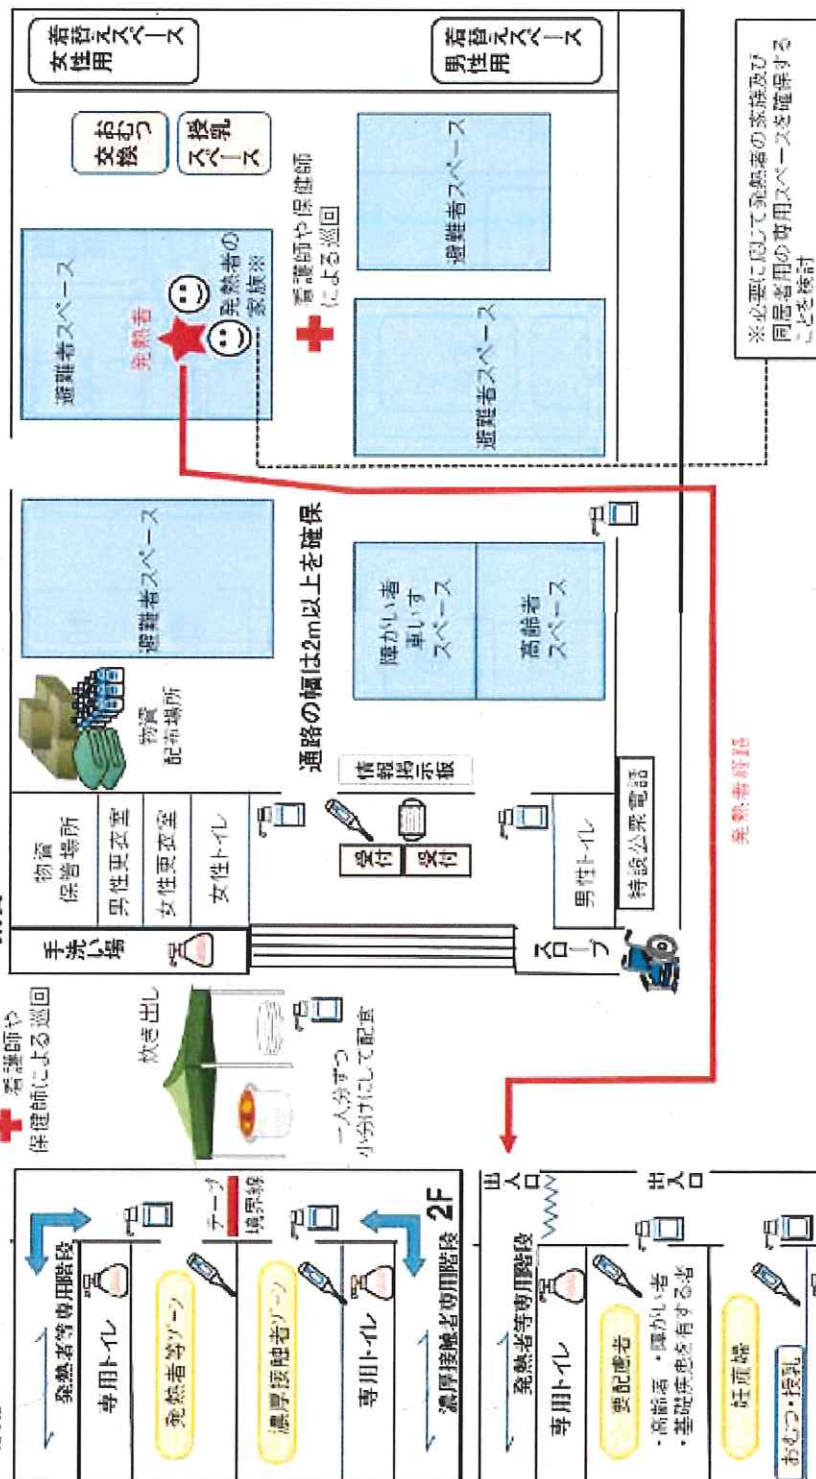 看護師や
保健師による巡回
発熱者等専用階段
専用トイレ
発熱者等ゾーン
テープ
境界線
濃厚接触者ゾーン
専用トイレ
濃厚接触者専用階段
2F
炊き出し
一人分ずつ
小分けにして配食
出入口
発熱者等専用階段
専用トイレ
要配慮者
・高齢者・障がい者
・基礎疾患を有する者
出入口
妊産婦
おむつ・授乳
手洗い場
スロープ
物資
保管場所
男性更衣室
女性更衣室
女性トイレ
受付
受付
男性トイレ
特設公衆電話
物資
配布場所
情報
掲示板
避難者スペース
通路の幅は2m以上を確保
障がい者
車いす
スペース
高齢者
スペース
発熱者経路
避難者スペース
発熱者
発熱者の
家族※
看護師や保健師
による巡回
避難者スペース
避難者スペース
おむつ
交換
授乳
スペース
着替えスペース
女性用
着替えスペース
男性用
※必要に応じて発熱者の家族及び
同居者用の専用スペースを確保する
ことを検討